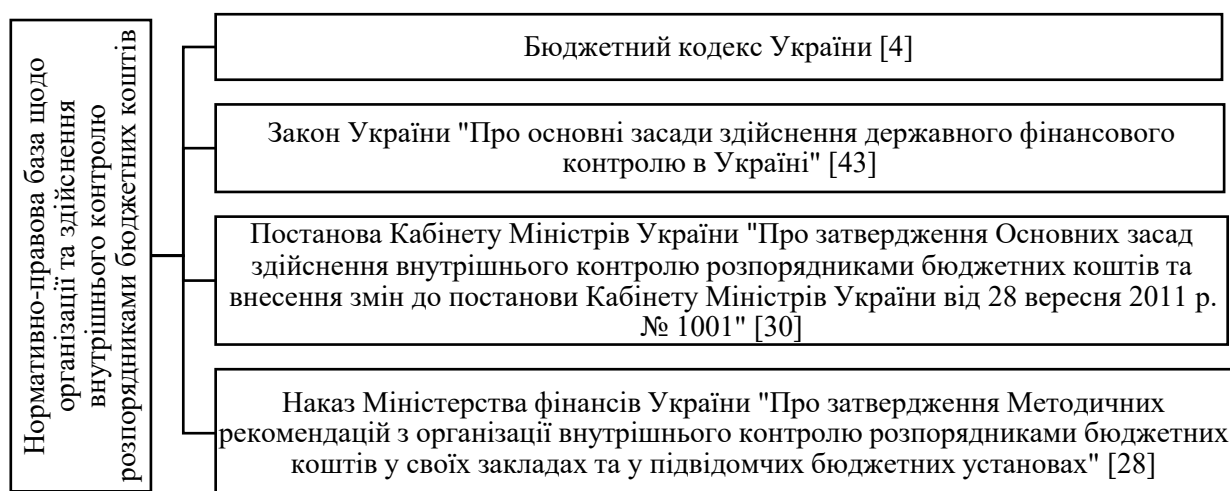 Нормативно-правова база щодо
організації та здійснення
внутрішнього контролю
розпорядниками бюджетних коштів
Бюджетний кодекс України [4]
Закон України "Про основні засади здійснення державного фінансового
контролю в Україні" [43]
Постанова Кабінету Міністрів України "Про затвердження Основних засад
здійснення внутрішнього контролю розпорядниками бюджетних коштів та
внесення змін до постанови Кабінету Міністрів України від 28 вересня 2011 р.
№ 1001" [30]
Наказ Міністерства фінансів України "Про затвердження Методичних
рекомендацій з організації внутрішнього контролю розпорядниками бюджетних
коштів у своїх закладах та у підвідомчих бюджетних установах" [28]